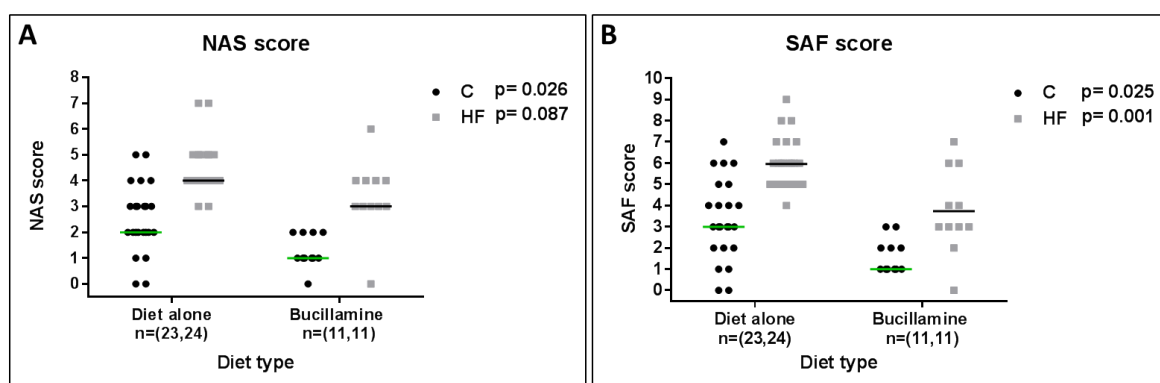 A
NAS score
8
7
6
5
4
3
2
1
0
NAS score
C p= 0.026
HF p= 0.087
Diet alone
n=(23,24)
Bucillamine
n=(11,11)
Diet type
B
SAF score
10
9
8
7
6
5
4
3
2
1
0
SAF score
C p= 0.025
HF p= 0.001
Diet alone
n=(23,24)
Bucillamine
n=(11,11)
Diet type